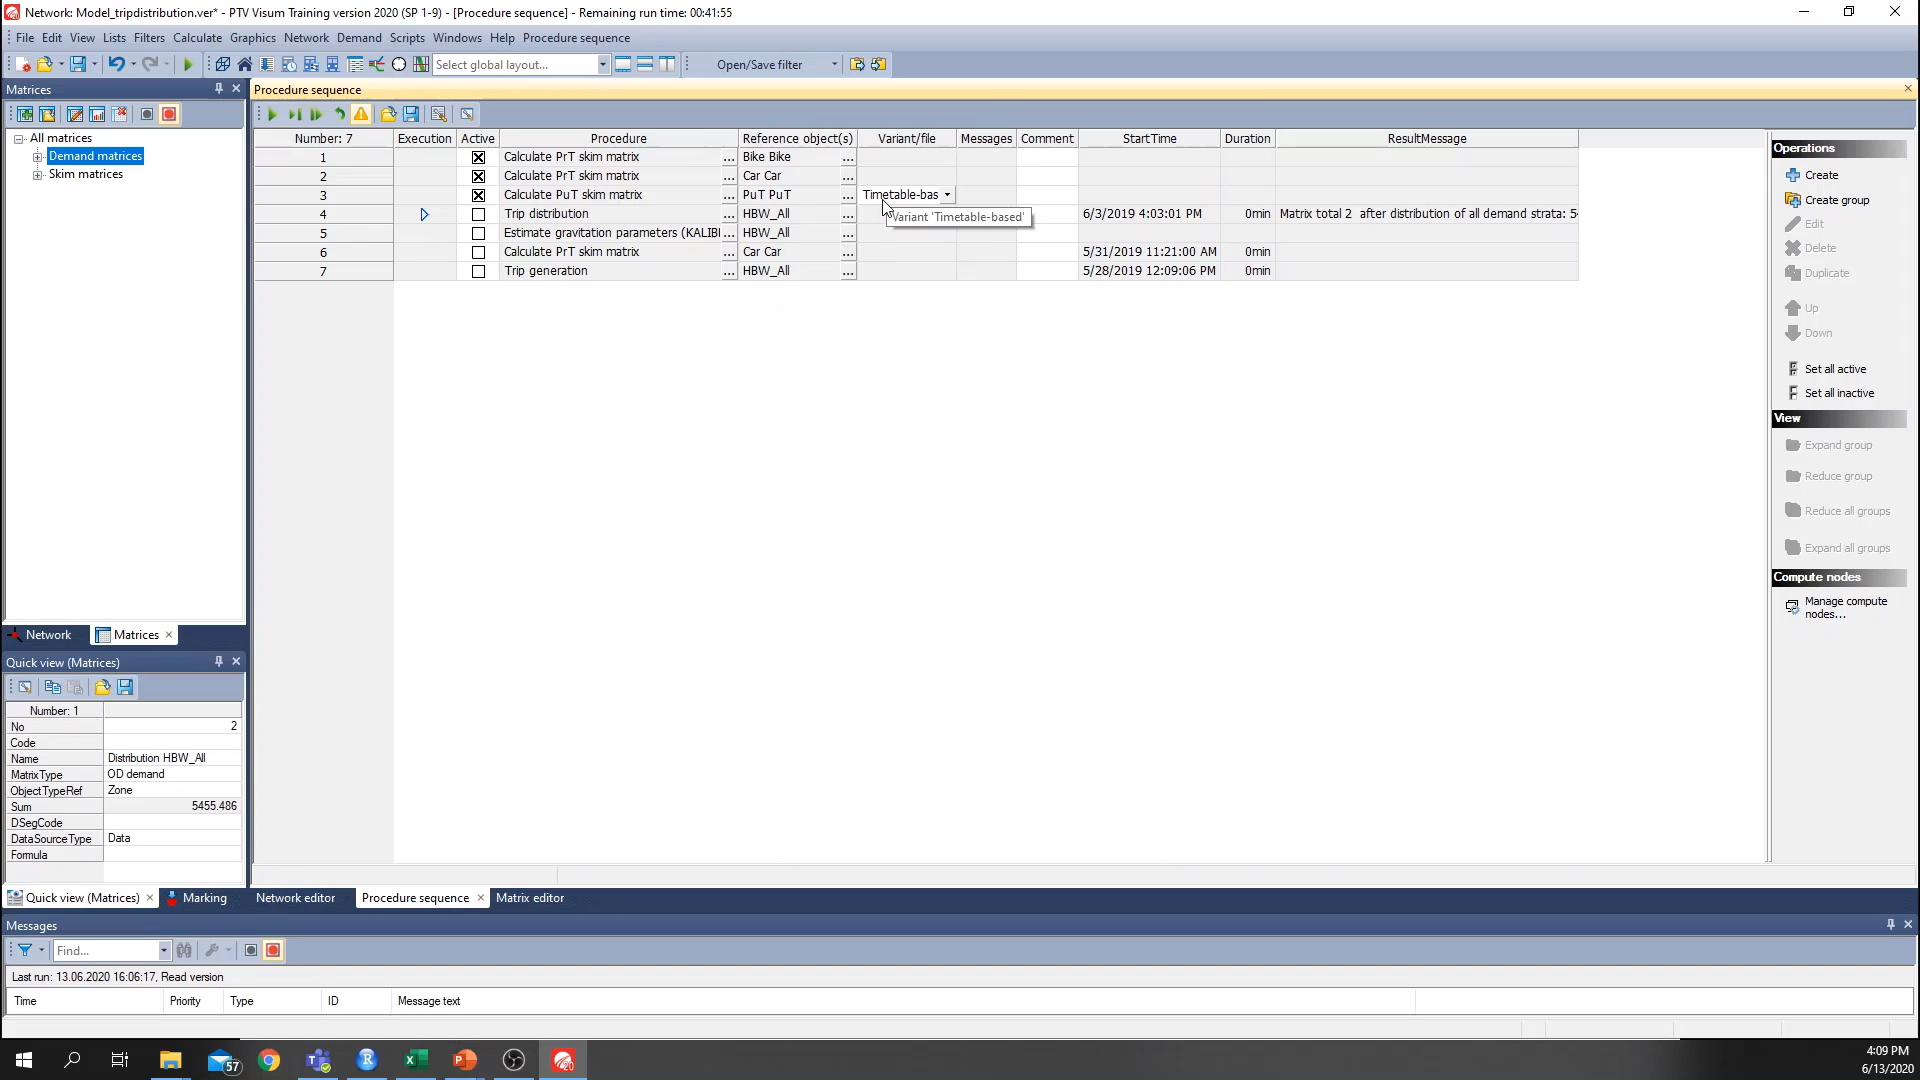 Network: Model_tripdistribution.ver* - PTV Visum Training version 2020 (SP 1-9) - [Procedure sequence] - Remaining run time: 00:41:55
File Edit View Lists Filters Calculate Graphics Network Demand Scripts Windows Help Procedure sequence
Select global layout... Open/Save filter
Matrices
All matrices
Demand matrices
Skim matrices
Procedure sequence
Number: 7 Execution Active Procedure Reference object(s) Variant/file Messages Comment StartTime Duration ResultMessage
1 Calculate PrT skim matrix ... Bike Bike ...
2 Calculate PrT skim matrix ... Car Car ...
3 Calculate PuT skim matrix ... PuT PuT ... Timetable-bas
4 Trip distribution ... HBW_All ... 6/3/2019 4:03:01 PM 0min Matrix total 2 after distribution of all demand strata: 5
Variant 'Timetable-based'
5 Estimate gravitation parameters (KALIBI ... HBW_All ...
6 Calculate PrT skim matrix ... Car Car ... 5/31/2019 11:21:00 AM 0min
7 Trip generation ... HBW_All ... 5/28/2019 12:09:06 PM 0min
Operations
Create
Create group
Edit
Delete
Duplicate
Up
Down
Set all active
Set all inactive
View
Expand group
Reduce group
Reduce all groups
Expand all groups
Compute nodes
Manage compute
nodes...
Network Matrices
Quick view (Matrices)
Number: 1
No 2
Code
Name Distribution HBW_All
MatrixType OD demand
ObjectTypeRef Zone
Sum 5455.486
DSegCode
DataSourceType Data
Formula
Quick view (Matrices) Marking Network editor Procedure sequence Matrix editor
Messages
Find...
Last run: 13.06.2020 16:06:17, Read version
Time Priority Type ID Message text
57
20
4:09 PM
6/13/2020